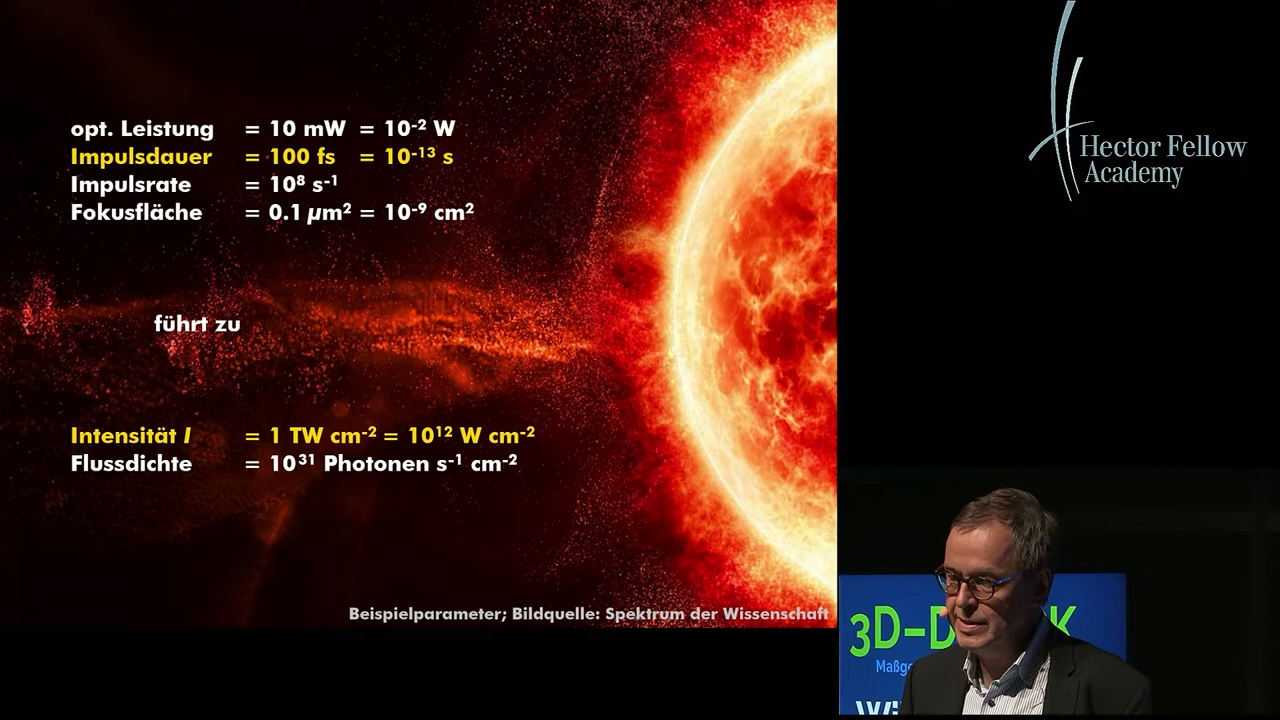 opt. Leistung = 10 mW = 10⁻² W
Impulsdauer = 100 fs = 10⁻¹³ s
Impulsrate = 10⁸ s⁻¹
Fokusfläche = 0.1 µm² = 10⁻⁹ cm²
führt zu
Intensität I = 1 TW cm⁻² = 10¹² W cm⁻²
Flussdichte = 10³¹ Photonen s⁻¹ cm⁻²
Beispielparameter; Bildquelle: Spektrum der Wissenschaft
Hector Fellow
Academy
3D-D K